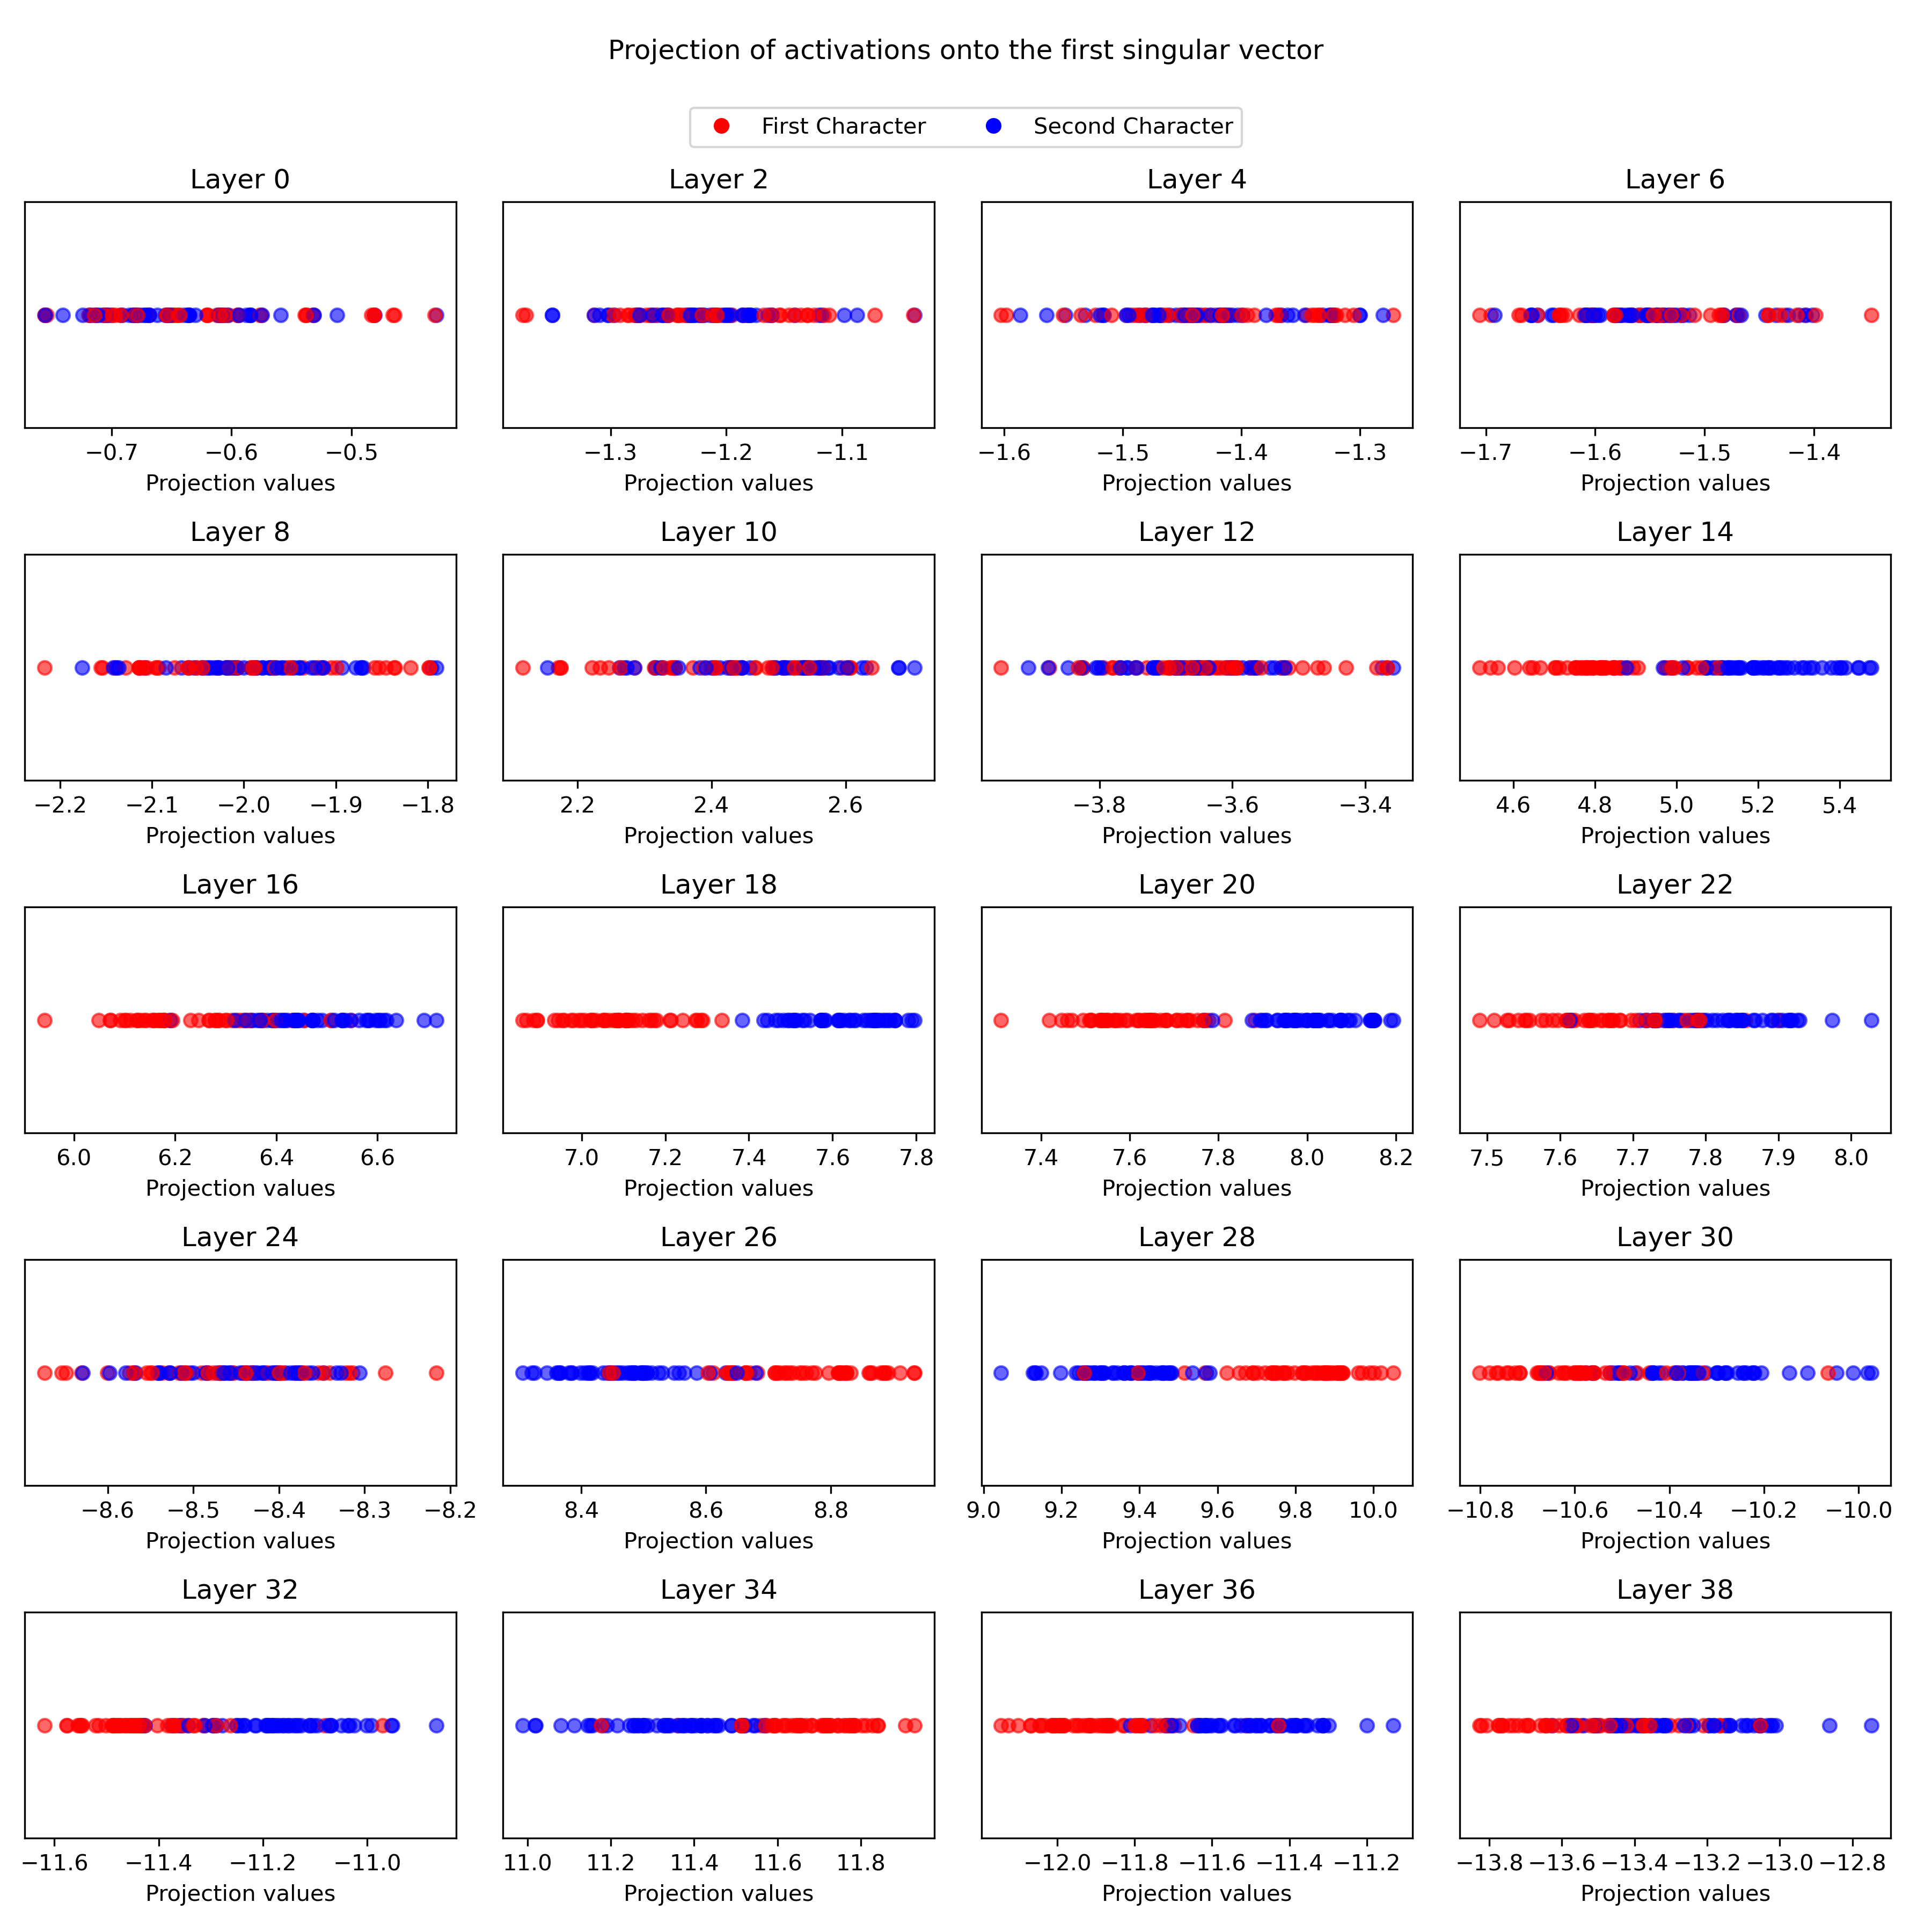 Projection of activations onto the first singular vector
First Character Second Character
Layer 0 Layer 2 Layer 4 Layer 6
−0.7 −0.6 −0.5 −1.3 −1.2 −1.1 −1.6 −1.5 −1.4 −1.3 −1.7 −1.6 −1.5 −1.4
Projection values Projection values Projection values Projection values
Layer 8 Layer 10 Layer 12 Layer 14
−2.2 −2.1 −2.0 −1.9 −1.8 2.2 2.4 2.6 −3.8 −3.6 −3.4 4.6 4.8 5.0 5.2 5.4
Projection values Projection values Projection values Projection values
Layer 16 Layer 18 Layer 20 Layer 22
6.0 6.2 6.4 6.6 7.0 7.2 7.4 7.6 7.8 7.4 7.6 7.8 8.0 8.2 7.5 7.6 7.7 7.8 7.9 8.0
Projection values Projection values Projection values Projection values
Layer 24 Layer 26 Layer 28 Layer 30
−8.6 −8.5 −8.4 −8.3 −8.2 8.4 8.6 8.8 9.0 9.2 9.4 9.6 9.8 10.0 −10.8 −10.6 −10.4 −10.2 −10.0
Projection values Projection values Projection values Projection values
Layer 32 Layer 34 Layer 36 Layer 38
−11.6 −11.4 −11.2 −11.0 11.0 11.2 11.4 11.6 11.8 −12.0 −11.8 −11.6 −11.4 −11.2 −13.8 −13.6 −13.4 −13.2 −13.0 −12.8
Projection values Projection values Projection values Projection values